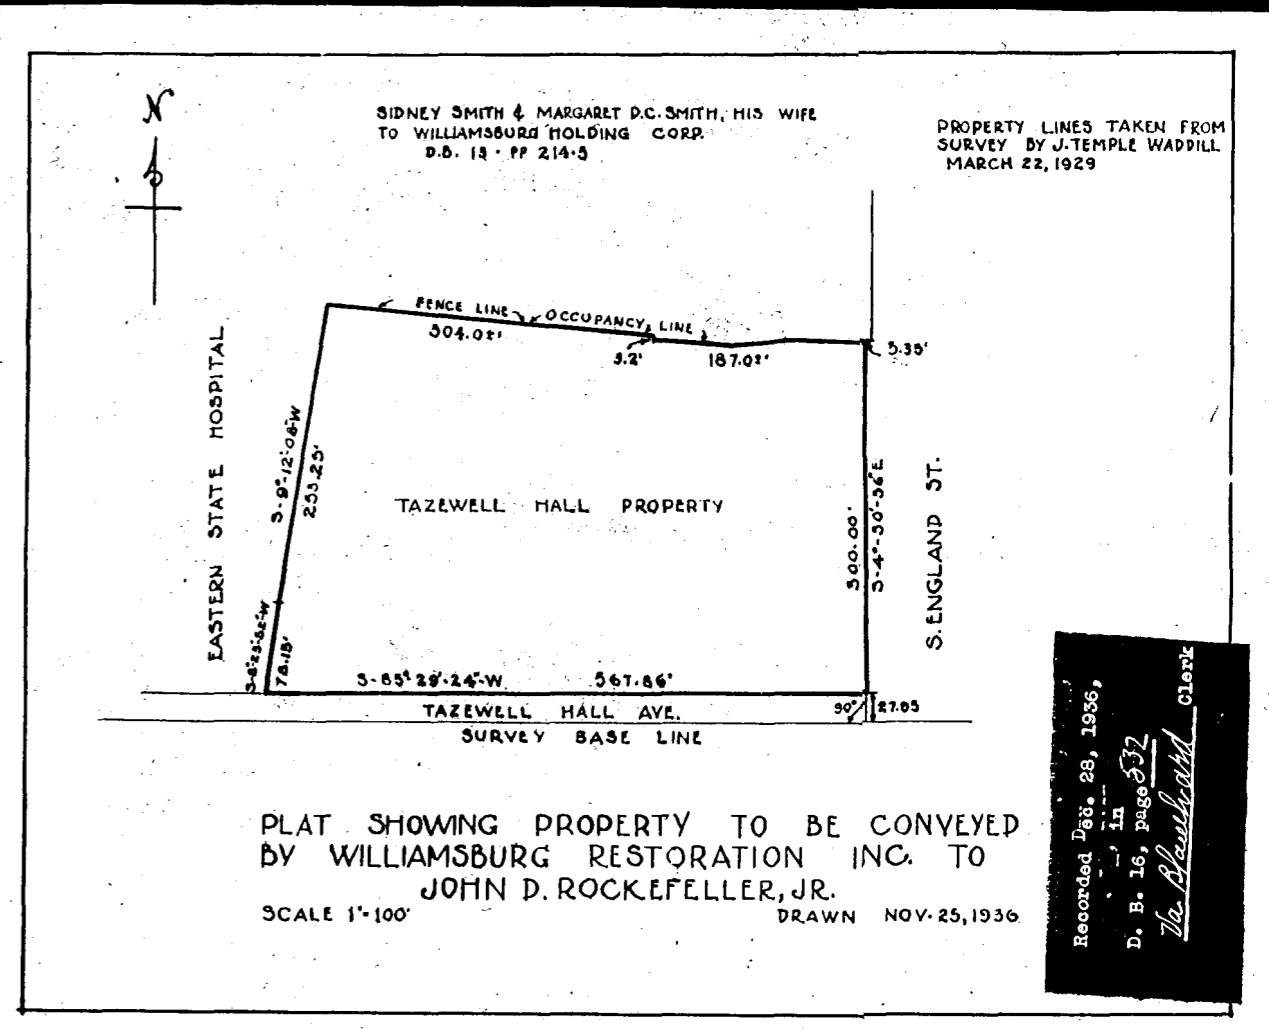 N
SIDNEY SMITH & MARGARET D.C. SMITH, HIS WIFE
TO WILLIAMSBURG HOLDING CORP.
D.B. 15 - PP 214-5
PROPERTY LINES TAKEN FROM
SURVEY BY J. TEMPLE WADDILL
MARCH 22, 1929
FENCE LINE
OCCUPANCY LINE
304.02'
3.2'
187.02'
5.35'
EASTERN STATE HOSPITAL
S-9°-12'-08"-W
253.25'
TAZEWELL HALL PROPERTY
300.00'
S-4°-30'-36"E
S. ENGLAND ST.
78.15'
S-85°29'-24"-W
567.86'
TAZEWELL HALL AVE.
90°
27.05
SURVEY BASE LINE
PLAT SHOWING PROPERTY TO BE CONVEYED
BY WILLIAMSBURG RESTORATION INC. TO
JOHN D. ROCKEFELLER, JR.
SCALE 1"-100'
DRAWN NOV. 25, 1936
Recorded Dec. 28, 1936,
in
D. B. 16, page 532
Clerk